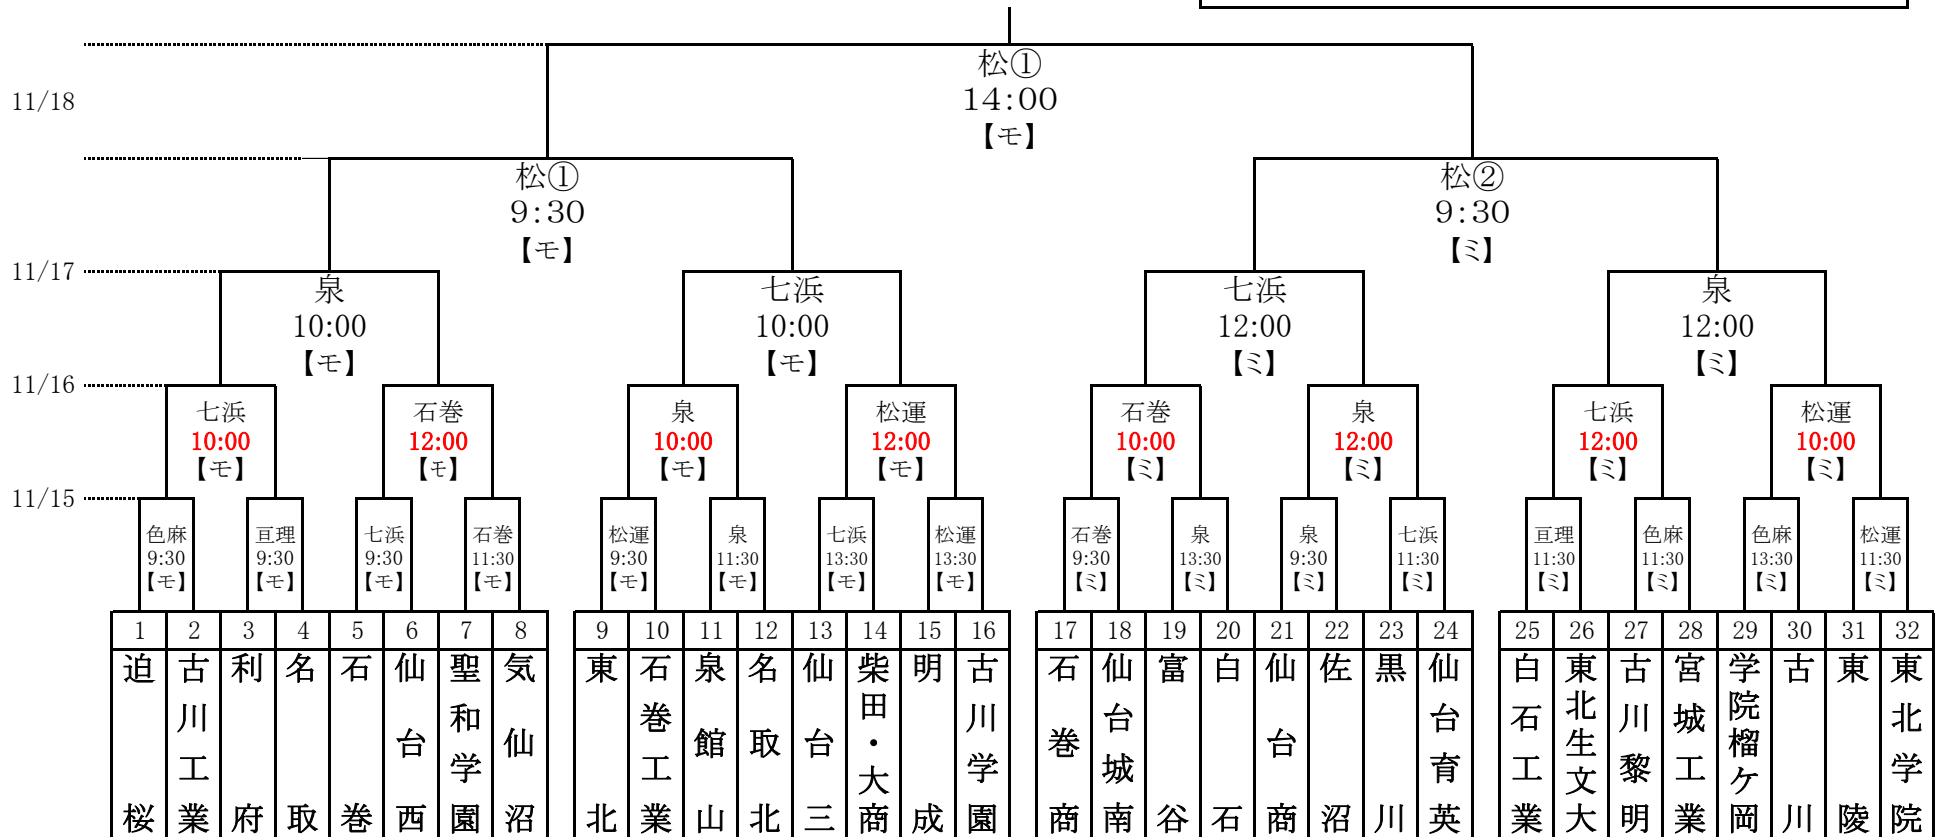 松①
14:00
【モ】
11/18
松①
9:30
【モ】
松②
9:30
【ミ】
11/17
泉
10:00
【モ】
七浜
10:00
【モ】
七浜
12:00
【ミ】
泉
12:00
【ミ】
11/16
七浜
10:00
【モ】
石巻
12:00
【モ】
泉
10:00
【モ】
松運
12:00
【モ】
石巻
10:00
【ミ】
泉
12:00
【ミ】
七浜
12:00
【ミ】
松運
10:00
【ミ】
11/15
色麻
9:30
【モ】
亘理
9:30
【モ】
七浜
9:30
【モ】
石巻
11:30
【モ】
松運
9:30
【モ】
泉
11:30
【モ】
七浜
13:30
【モ】
松運
13:30
【モ】
石巻
9:30
【ミ】
泉
13:30
【ミ】
泉
9:30
【ミ】
七浜
11:30
【ミ】
亘理
11:30
【ミ】
色麻
11:30
【ミ】
色麻
13:30
【ミ】
松運
11:30
【ミ】
1
迫桜
2
古川工業
3
利府
4
名取
5
石巻
6
仙台西
7
聖和学園
8
気仙沼
9
東北
10
石巻工業
11
泉館山
12
名取北
13
仙台三
14
柴田・大商
15
明成
16
古川学園
17
石巻商
18
仙台城南
19
富谷
20
白石
21
仙台商
22
佐沼
23
黒川
24
仙台育英
25
白石工業
26
東北生文大
27
古川黎明
28
宮城工業
29
学院榴ケ岡
30
古川
31
東陵
32
東北学院